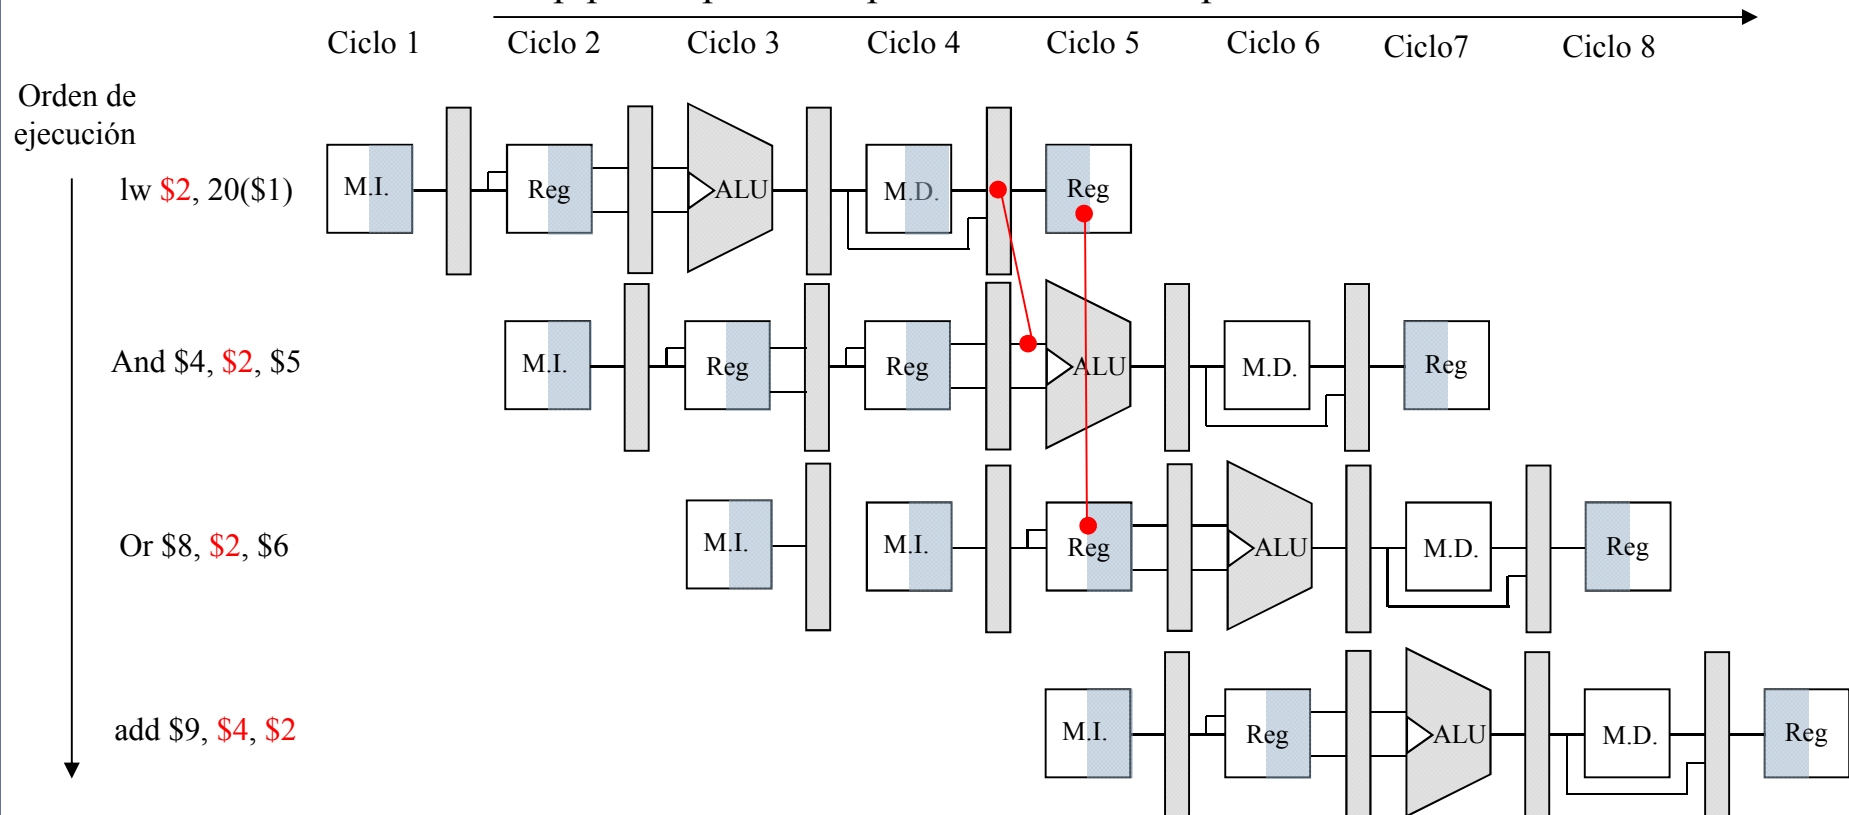 Ciclo 1 Ciclo 2 Ciclo 3 Ciclo 4 Ciclo 5 Ciclo 6 Ciclo7 Ciclo 8
Orden de
ejecución
lw $2, 20($1) M.I. Reg ALU M.D. Reg
And $4, $2, $5 M.I. Reg Reg ALU M.D. Reg
Or $8, $2, $6 M.I. M.I. Reg ALU M.D. Reg
add $9, $4, $2 M.I. Reg ALU M.D. Reg